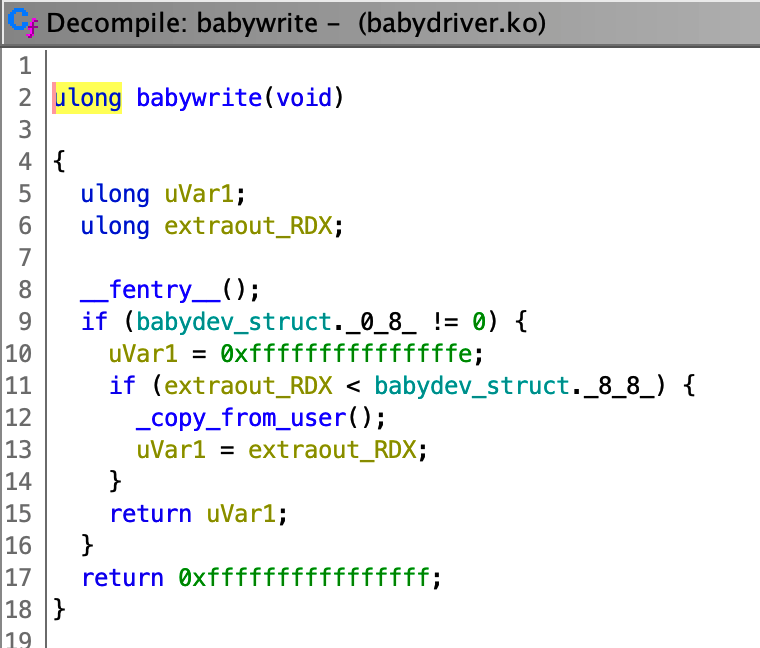 Decompile: babywrite – (babydriver.ko)
1
2 ulong babywrite(void)
3
4 {
5 ulong uVar1;
6 ulong extraout_RDX;
7
8 __fentry__();
9 if (babydev_struct._0_8_ != 0) {
10 uVar1 = 0xfffffffffffffffe;
11 if (extraout_RDX < babydev_struct._8_8_) {
12 _copy_from_user();
13 uVar1 = extraout_RDX;
14 }
15 return uVar1;
16 }
17 return 0xffffffffffffffff;
18 }
19